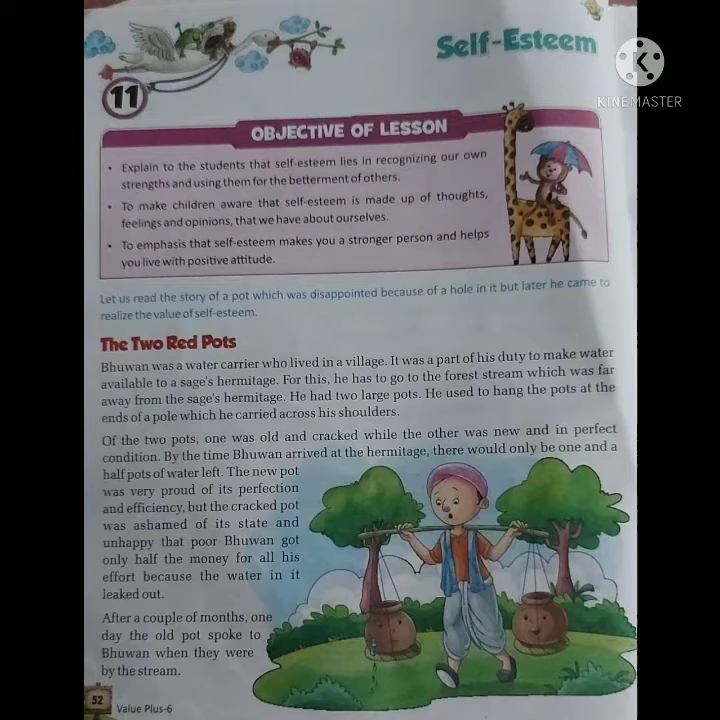 Self-Esteem
KINEMASTER
11
OBJECTIVE OF LESSON
• Explain to the students that self-esteem lies in recognizing our own
strengths and using them for the betterment of others.
• To make children aware that self-esteem is made up of thoughts,
feelings and opinions, that we have about ourselves.
• To emphasis that self-esteem makes you a stronger person and helps
you live with positive attitude.
Let us read the story of a pot which was disappointed because of a hole in it but later he came to
realize the value of self-esteem.
The Two Red Pots
Bhuwan was a water carrier who lived in a village. It was a part of his duty to make water
available to a sage's hermitage. For this, he has to go to the forest stream which was far
away from the sage's hermitage. He had two large pots. He used to hang the pots at the
ends of a pole which he carried across his shoulders.
Of the two pots, one was old and cracked while the other was new and in perfect
condition. By the time Bhuwan arrived at the hermitage, there would only be one and a
half pots of water left. The new pot
was very proud of its perfection
and efficiency, but the cracked pot
was ashamed of its state and
unhappy that poor Bhuwan got
only half the money for all his
effort because the water in it
leaked out.
After a couple of months, one
day the old pot spoke to
Bhuwan when they were
by the stream.
52
Value Plus-6